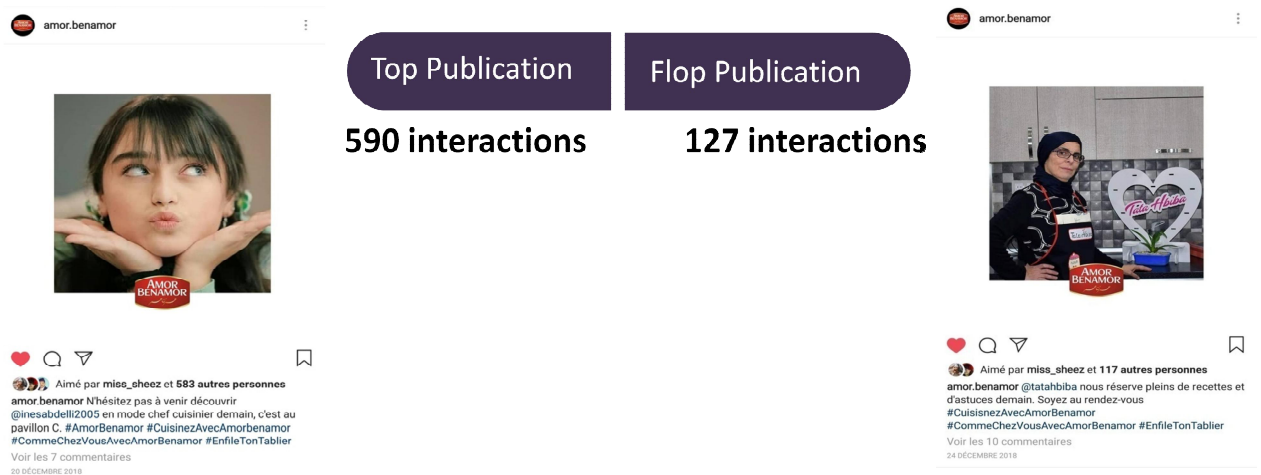 amor.benamor
AMOR
BENAMOR
Aimé par miss_sheez et 583 autres personnes
amor.benamor N'hésitez pas à venir découvrir
@inesabdelli2005 en mode chef cuisinier demain, c'est au
pavillon C. #AmorBenamor #CuisinezAvecAmorbenamor
#CommeChezVousAvecAmorBenamor #EnfileTonTablier
Voir les 7 commentaires
20 DÉCEMBRE 2018
Top Publication
590 interactions
Flop Publication
127 interactions
amor.benamor
Tata Hbiba
AMOR
BENAMOR
Aimé par miss_sheez et 117 autres personnes
amor.benamor @tatahbiba nous réserve pleins de recettes et
d'astuces demain. Soyez au rendez-vous
#CuisisnezAvecAmorBenamor
#CommeChezVousAvecAmorBenamor #EnfileTonTablier
Voir les 10 commentaires
24 DÉCEMBRE 2018